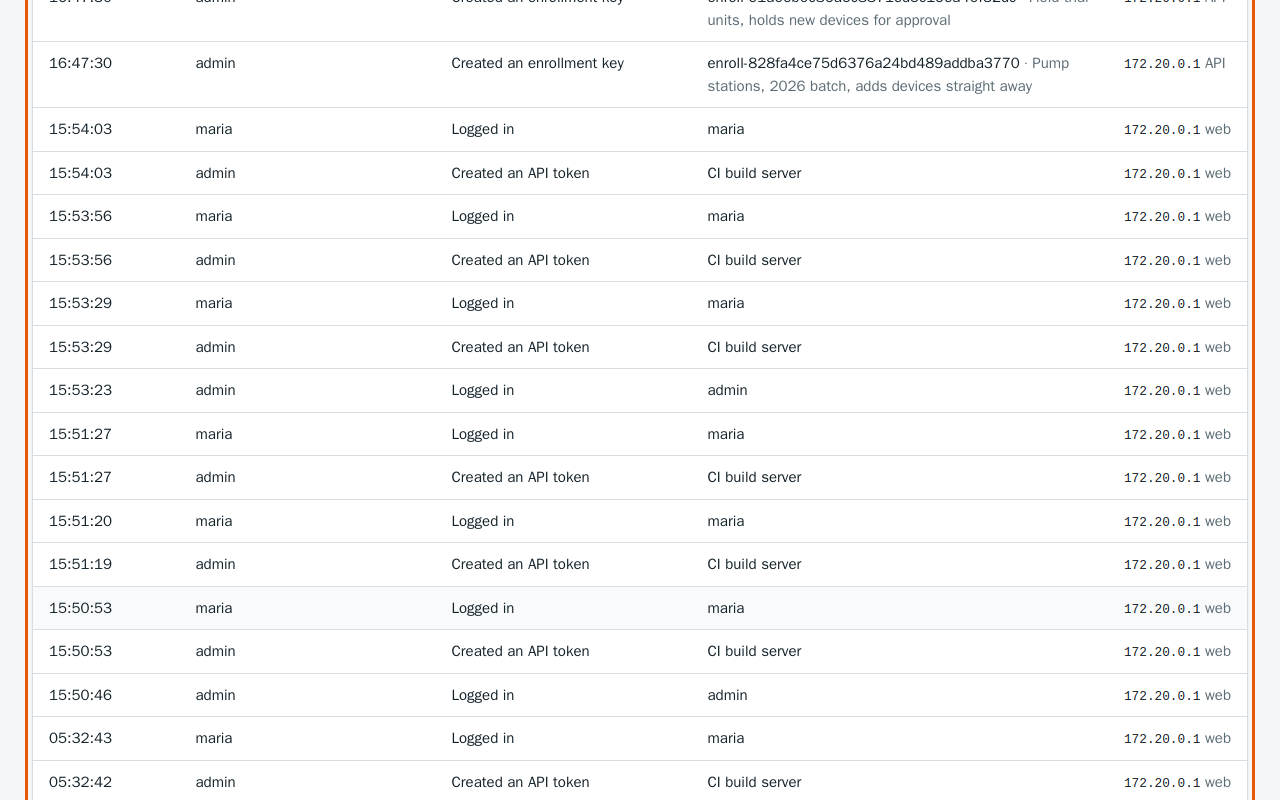 units, holds new devices for approval
16:47:30 admin Created an enrollment key enroll-828fa4ce75d6376a24bd489addba3770 · Pump 172.20.0.1 API
stations, 2026 batch, adds devices straight away
15:54:03 maria Logged in maria 172.20.0.1 web
15:54:03 admin Created an API token CI build server 172.20.0.1 web
15:53:56 maria Logged in maria 172.20.0.1 web
15:53:56 admin Created an API token CI build server 172.20.0.1 web
15:53:29 maria Logged in maria 172.20.0.1 web
15:53:29 admin Created an API token CI build server 172.20.0.1 web
15:53:23 admin Logged in admin 172.20.0.1 web
15:51:27 maria Logged in maria 172.20.0.1 web
15:51:27 admin Created an API token CI build server 172.20.0.1 web
15:51:20 maria Logged in maria 172.20.0.1 web
15:51:19 admin Created an API token CI build server 172.20.0.1 web
15:50:53 maria Logged in maria 172.20.0.1 web
15:50:53 admin Created an API token CI build server 172.20.0.1 web
15:50:46 admin Logged in admin 172.20.0.1 web
05:32:43 maria Logged in maria 172.20.0.1 web
05:32:42 admin Created an API token CI build server 172.20.0.1 web